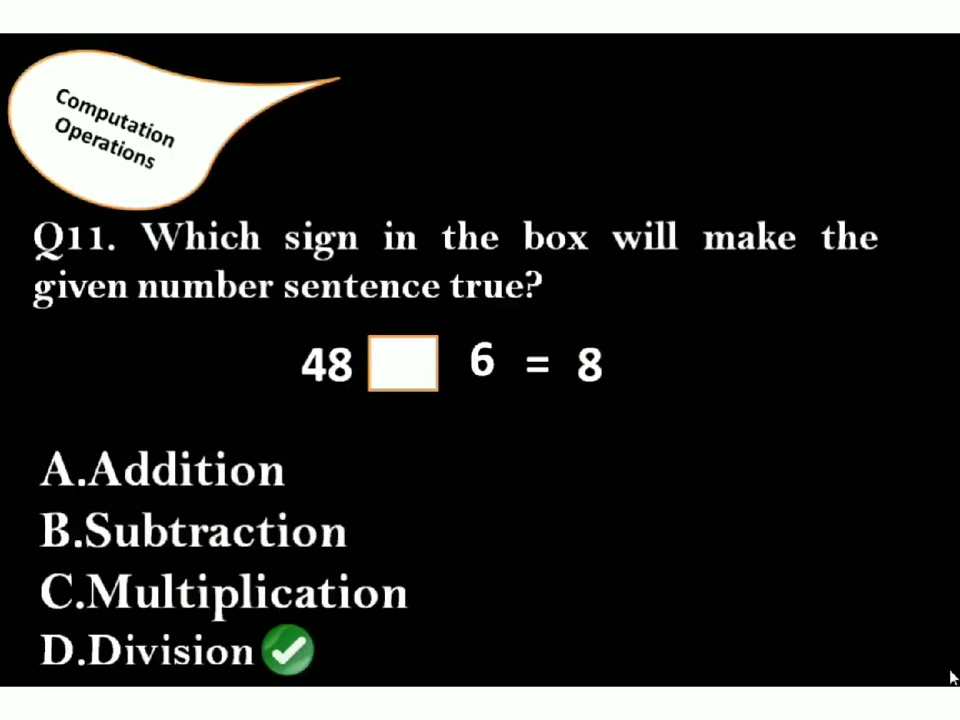 Computation
Operations
Q11. Which sign in the box will make the
given number sentence true?
48 6 = 8
A.Addition
B.Subtraction
C.Multiplication
D.Division